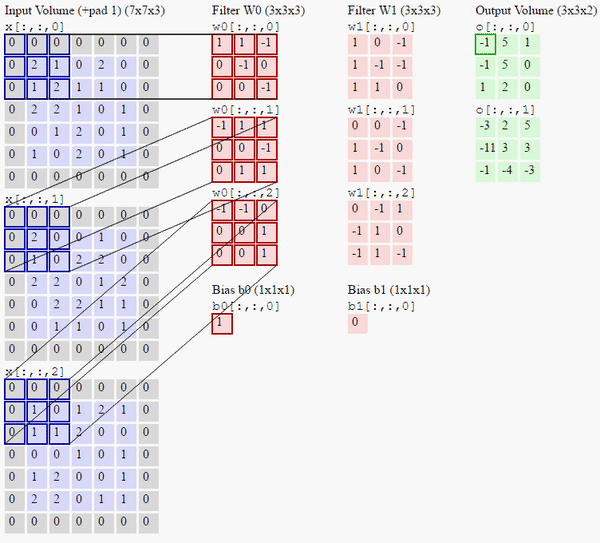 Input Volume (+pad 1) (7x7x3)
x[:,:,0]
0 0 0 0 0 0 0
0 2 1 0 2 0 0
0 1 2 1 1 0 0
0 2 2 1 0 1 0
0 0 1 2 0 1 0
0 1 0 2 0 1 0
0 0 0 0 0 0 0
x[:,:,1]
0 0 0 0 0 0 0
0 2 0 0 1 0 0
0 1 0 2 2 0 0
0 2 2 0 1 2 0
0 0 2 2 1 1 0
0 0 1 1 0 1 0
0 0 0 0 0 0 0
x[:,:,2]
0 0 0 0 0 0 0
0 1 0 1 2 1 0
0 1 1 2 0 0 0
0 0 0 1 0 1 0
0 1 2 0 0 1 0
0 2 2 0 1 1 0
0 0 0 0 0 0 0
Filter W0 (3x3x3)
w0[:,:,0]
1 1 -1
0 -1 0
0 0 -1
w0[:,:,1]
-1 1 1
0 0 -1
0 1 1
w0[:,:,2]
-1 -1 0
0 0 1
0 0 1
Bias b0 (1x1x1)
b0[:,:,0]
1
Filter W1 (3x3x3)
w1[:,:,0]
1 0 -1
1 -1 -1
1 1 0
w1[:,:,1]
0 0 -1
1 -1 0
1 0 -1
w1[:,:,2]
0 -1 1
-1 1 0
-1 1 -1
Bias b1 (1x1x1)
b1[:,:,0]
0
Output Volume (3x3x2)
o[:,:,0]
-1 5 1
-1 5 0
1 2 0
o[:,:,1]
-3 2 5
-11 3 3
-1 -4 -3